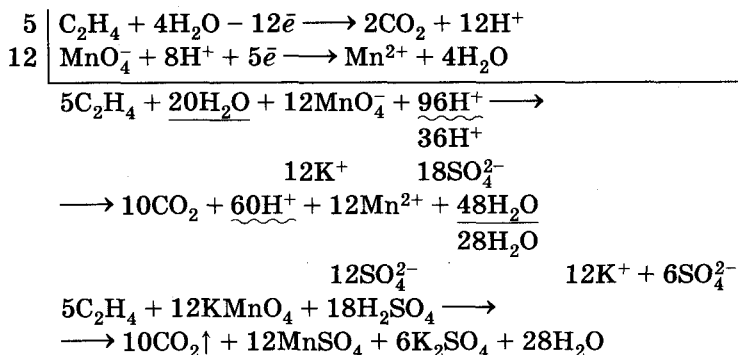 5 | C₂H₄ + 4H₂O − 12ē ⟶ 2CO₂ + 12H⁺
12 | MnO₄⁻ + 8H⁺ + 5ē ⟶ Mn²⁺ + 4H₂O
5C₂H₄ + 20H₂O + 12MnO₄⁻ + 96H⁺ ⟶
36H⁺
12K⁺ 18SO₄²⁻
⟶ 10CO₂ + 60H⁺ + 12Mn²⁺ + 48H₂O
28H₂O
12SO₄²⁻ 12K⁺ + 6SO₄²⁻
5C₂H₄ + 12KMnO₄ + 18H₂SO₄ ⟶
⟶ 10CO₂↑ + 12MnSO₄ + 6K₂SO₄ + 28H₂O